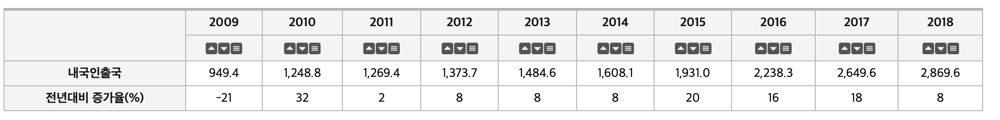 2009 2010 2011 2012 2013 2014 2015 2016 2017 2018
내국인출국 949.4 1,248.8 1,269.4 1,373.7 1,484.6 1,608.1 1,931.0 2,238.3 2,649.6 2,869.6
전년대비 증가율(%) -21 32 2 8 8 8 20 16 18 8